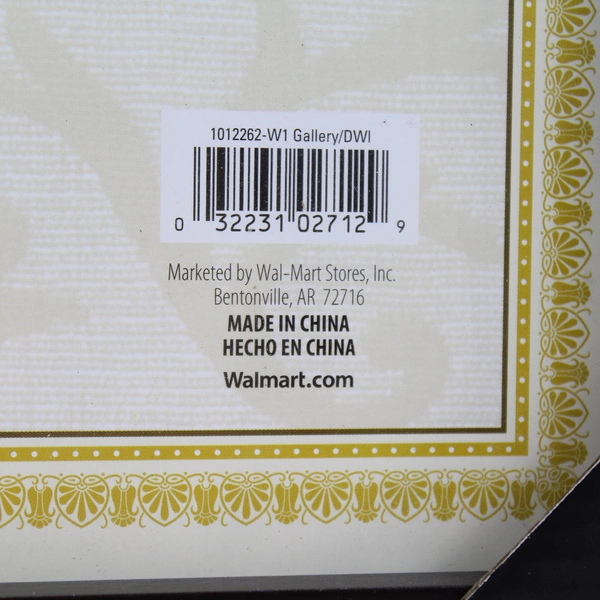 1012262-W1 Gallery/DWI
0 32231 02712 9
Marketed by Wal-Mart Stores, Inc.
Bentonville, AR 72716
MADE IN CHINA
HECHO EN CHINA
Walmart.com